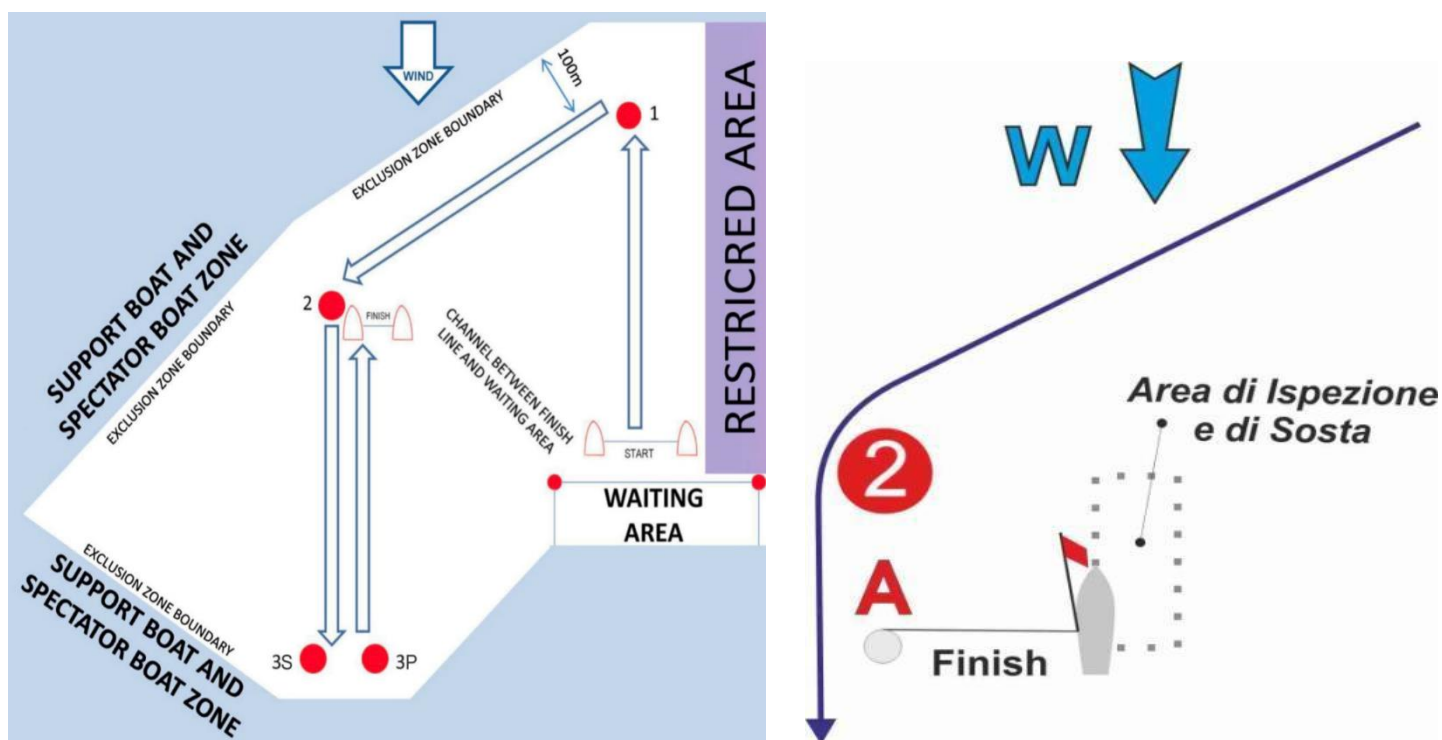 WIND
100m
EXCLUSION ZONE BOUNDARY
1
RESTRICRED AREA
SUPPORT BOAT AND
SPECTATOR BOAT ZONE
EXCLUSION ZONE BOUNDARY
2
FINISH
CHANNEL BETWEEN FINISH
LINE AND WAITING AREA
START
WAITING
AREA
EXCLUSION ZONE BOUNDARY
SUPPORT BOAT AND
SPECTATOR BOAT ZONE
3S
3P
W
Area di Ispezione
e di Sosta
2
A
Finish